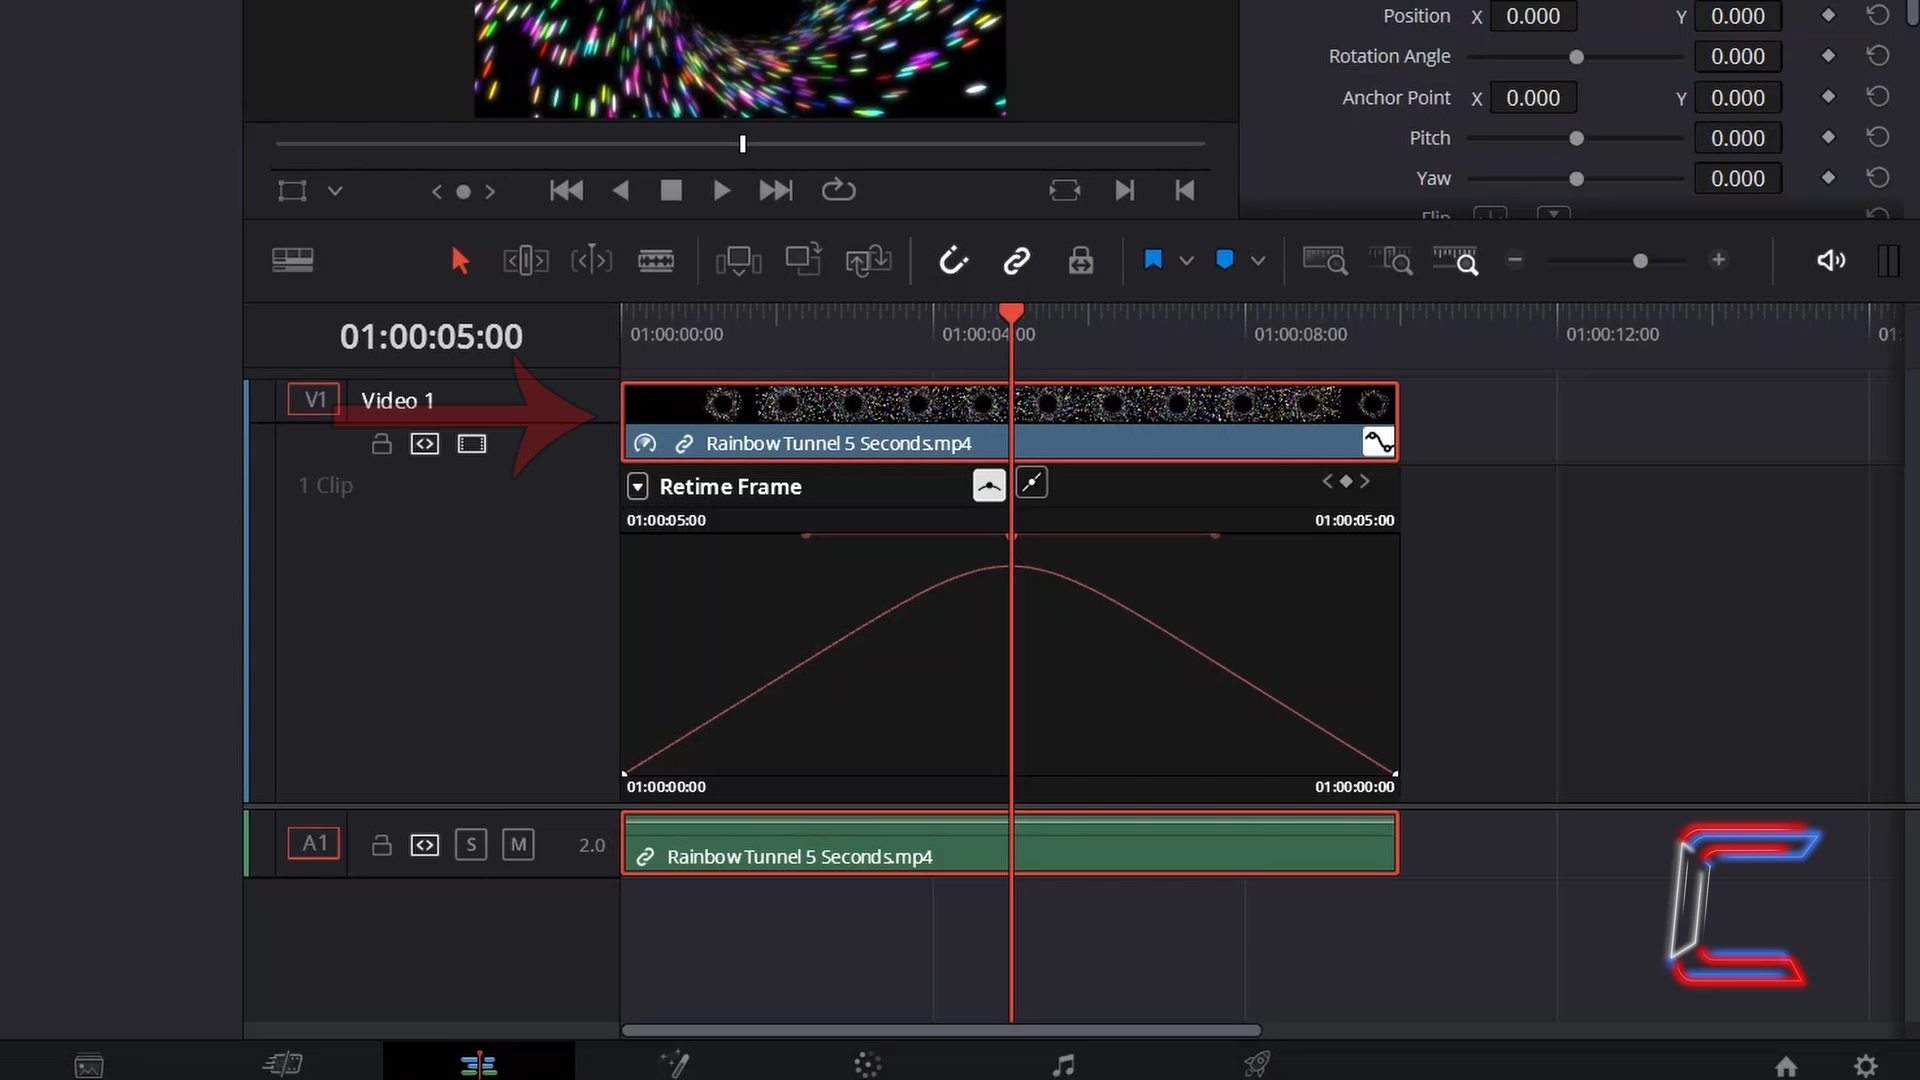 Position X 0.000 Y 0.000
Rotation Angle 0.000
Anchor Point X 0.000 Y 0.000
Pitch 0.000
Yaw 0.000
Flip
01:00:05:00
01:00:00:00 01:00:04:00 01:00:08:00 01:00:12:00 01:
V1 Video 1
Rainbow Tunnel 5 Seconds.mp4
1 Clip
Retime Frame
01:00:05:00 01:00:05:00
01:00:00:00 01:00:00:00
A1 S M 2.0
Rainbow Tunnel 5 Seconds.mp4
C